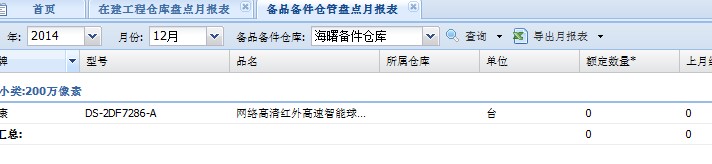 首页 在建工程仓库盘点月报表 备品备件仓管盘点月报表
年: 2014 月份: 12月 备品备件仓库: 海曙备件仓库 查询 导出月报表
牌 型号 品名 所属仓库 单位 额定数量* 上月结
小类:200万像素
康 DS-2DF7286-A 网络高清红外高速智能球... 台 0 0
汇总: 0 0